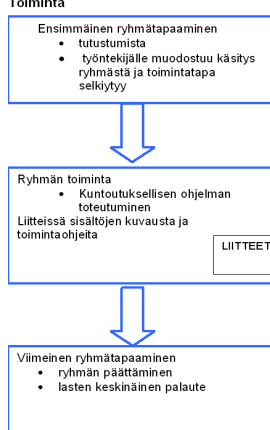 Toiminta
Ensimmäinen ryhmätapaaminen
• tutustumista
• työntekijälle muodostuu käsitys
ryhmästä ja toimintatapa
selkiytyy
Ryhmän toiminta
• Kuntoutuksellisen ohjelman
toteutuminen
Liitteissä sisältöjen kuvausta ja
toimintaohjeita
LIITTEET
Viimeinen ryhmätapaaminen
• ryhmän päättäminen
• lasten keskinäinen palaute